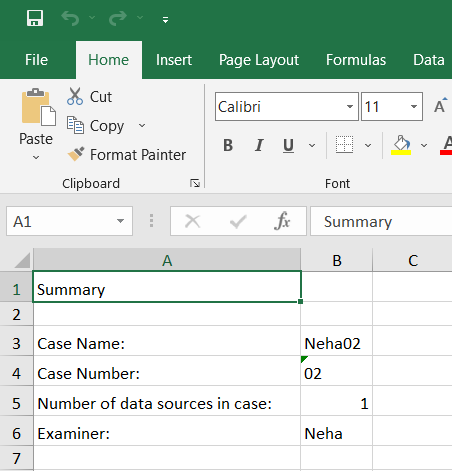 File Home Insert Page Layout Formulas Data
Cut
Copy
Format Painter
Paste
Clipboard
Calibri 11 A
B I U A
Font
A1 fx Summary
A B C
1 Summary
2
3 Case Name: Neha02
4 Case Number: 02
5 Number of data sources in case: 1
6 Examiner: Neha
7